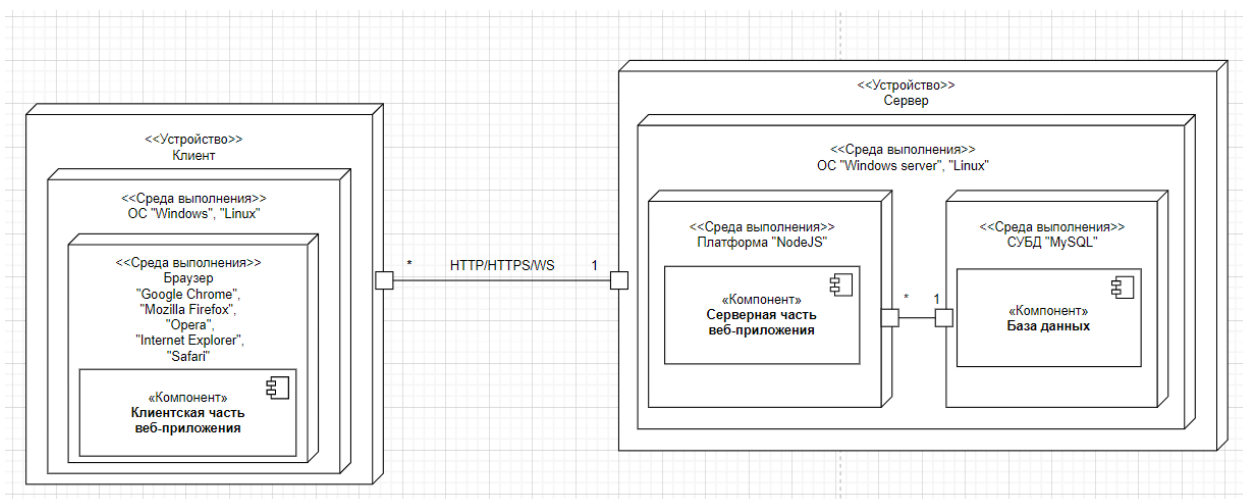 <<Устройство>>
Клиент
<<Среда выполнения>>
ОС "Windows", "Linux"
<<Среда выполнения>>
Браузер
"Google Chrome",
"Mozilla Firefox",
"Opera",
"Internet Explorer",
"Safari"
«Компонент»
Клиентская часть
веб-приложения
* HTTP/HTTPS/WS 1
<<Устройство>>
Сервер
<<Среда выполнения>>
ОС "Windows server", "Linux"
<<Среда выполнения>>
Платформа "NodeJS"
«Компонент»
Серверная часть
веб-приложения
* 1
<<Среда выполнения>>
СУБД "MySQL"
«Компонент»
База данных